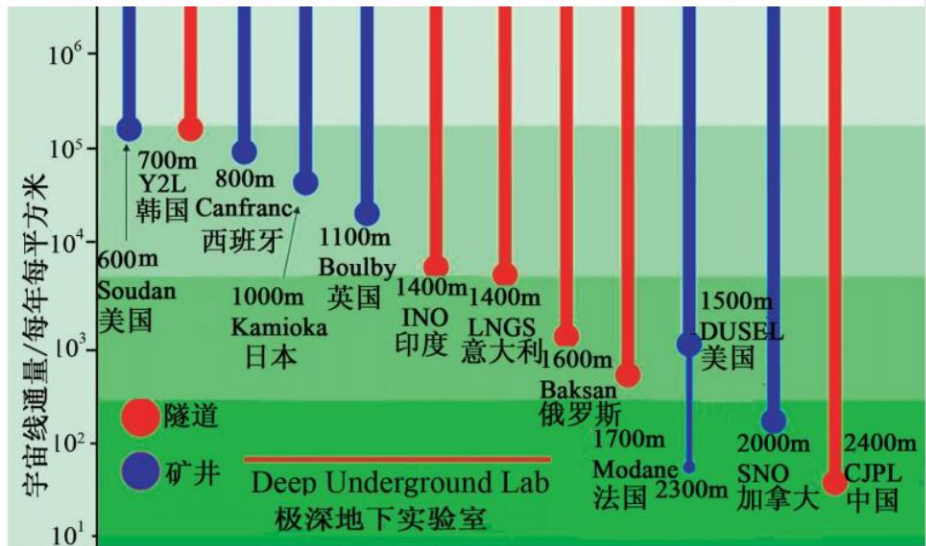 宇宙线通量/每年每平方米
10⁶
10⁵
10⁴
10³
10²
10¹
600m
Soudan
美国
700m
Y2L
韩国
800m
Canfranc
西班牙
1000m
Kamioka
日本
1100m
Boulby
英国
1400m
INO
印度
1400m
LNGS
意大利
1600m
Baksan
俄罗斯
1700m
Modane
法国
1500m
DUSEL
美国
2300m
2000m
SNO
加拿大
2400m
CJPL
中国
隧道
矿井
Deep Underground Lab
极深地下实验室